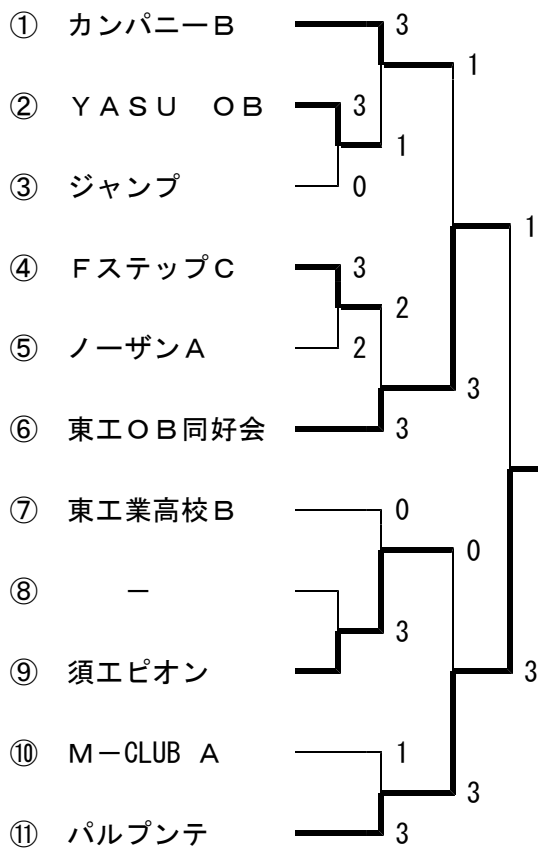 ① カンパニーB 3
1
② YASU OB 3
1
③ ジャンプ 0
1
④ FステップC 3
2
⑤ ノーザンA 2
3
⑥ 東工OB同好会 3
⑦ 東工業高校B 0
0
⑧ －
3
⑨ 須工ピオン 3
⑩ M－CLUB A 1
3
⑪ パルプンテ 3